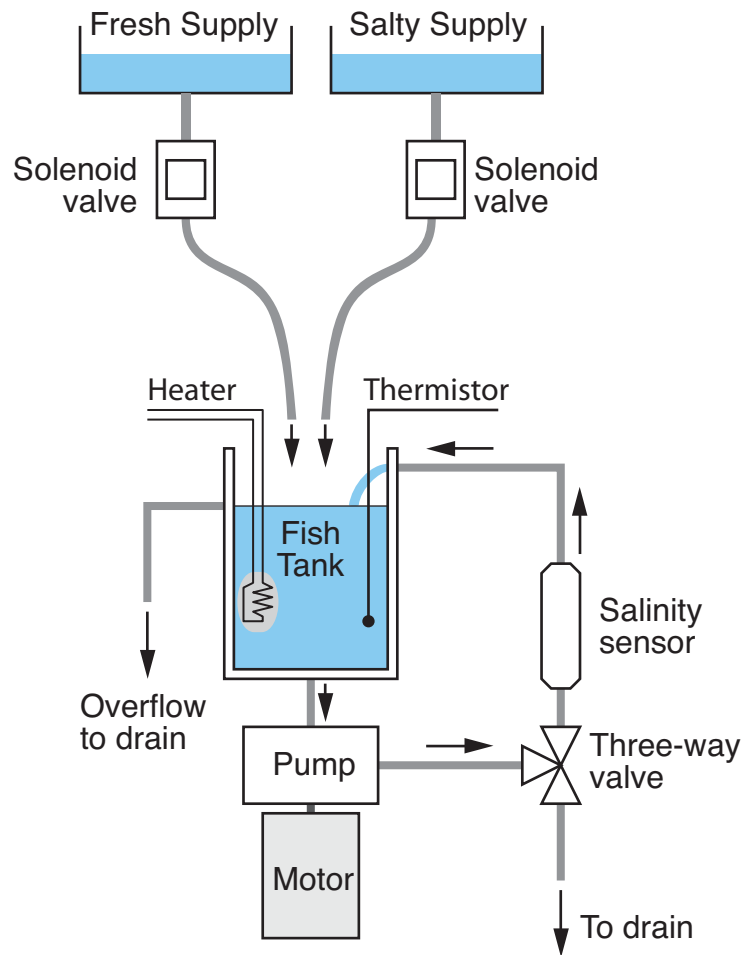 Fresh Supply
Salty Supply
Solenoid
valve
Solenoid
valve
Heater
Thermistor
Fish
Tank
Salinity
sensor
Overflow
to drain
Pump
Three-way
valve
Motor
To drain